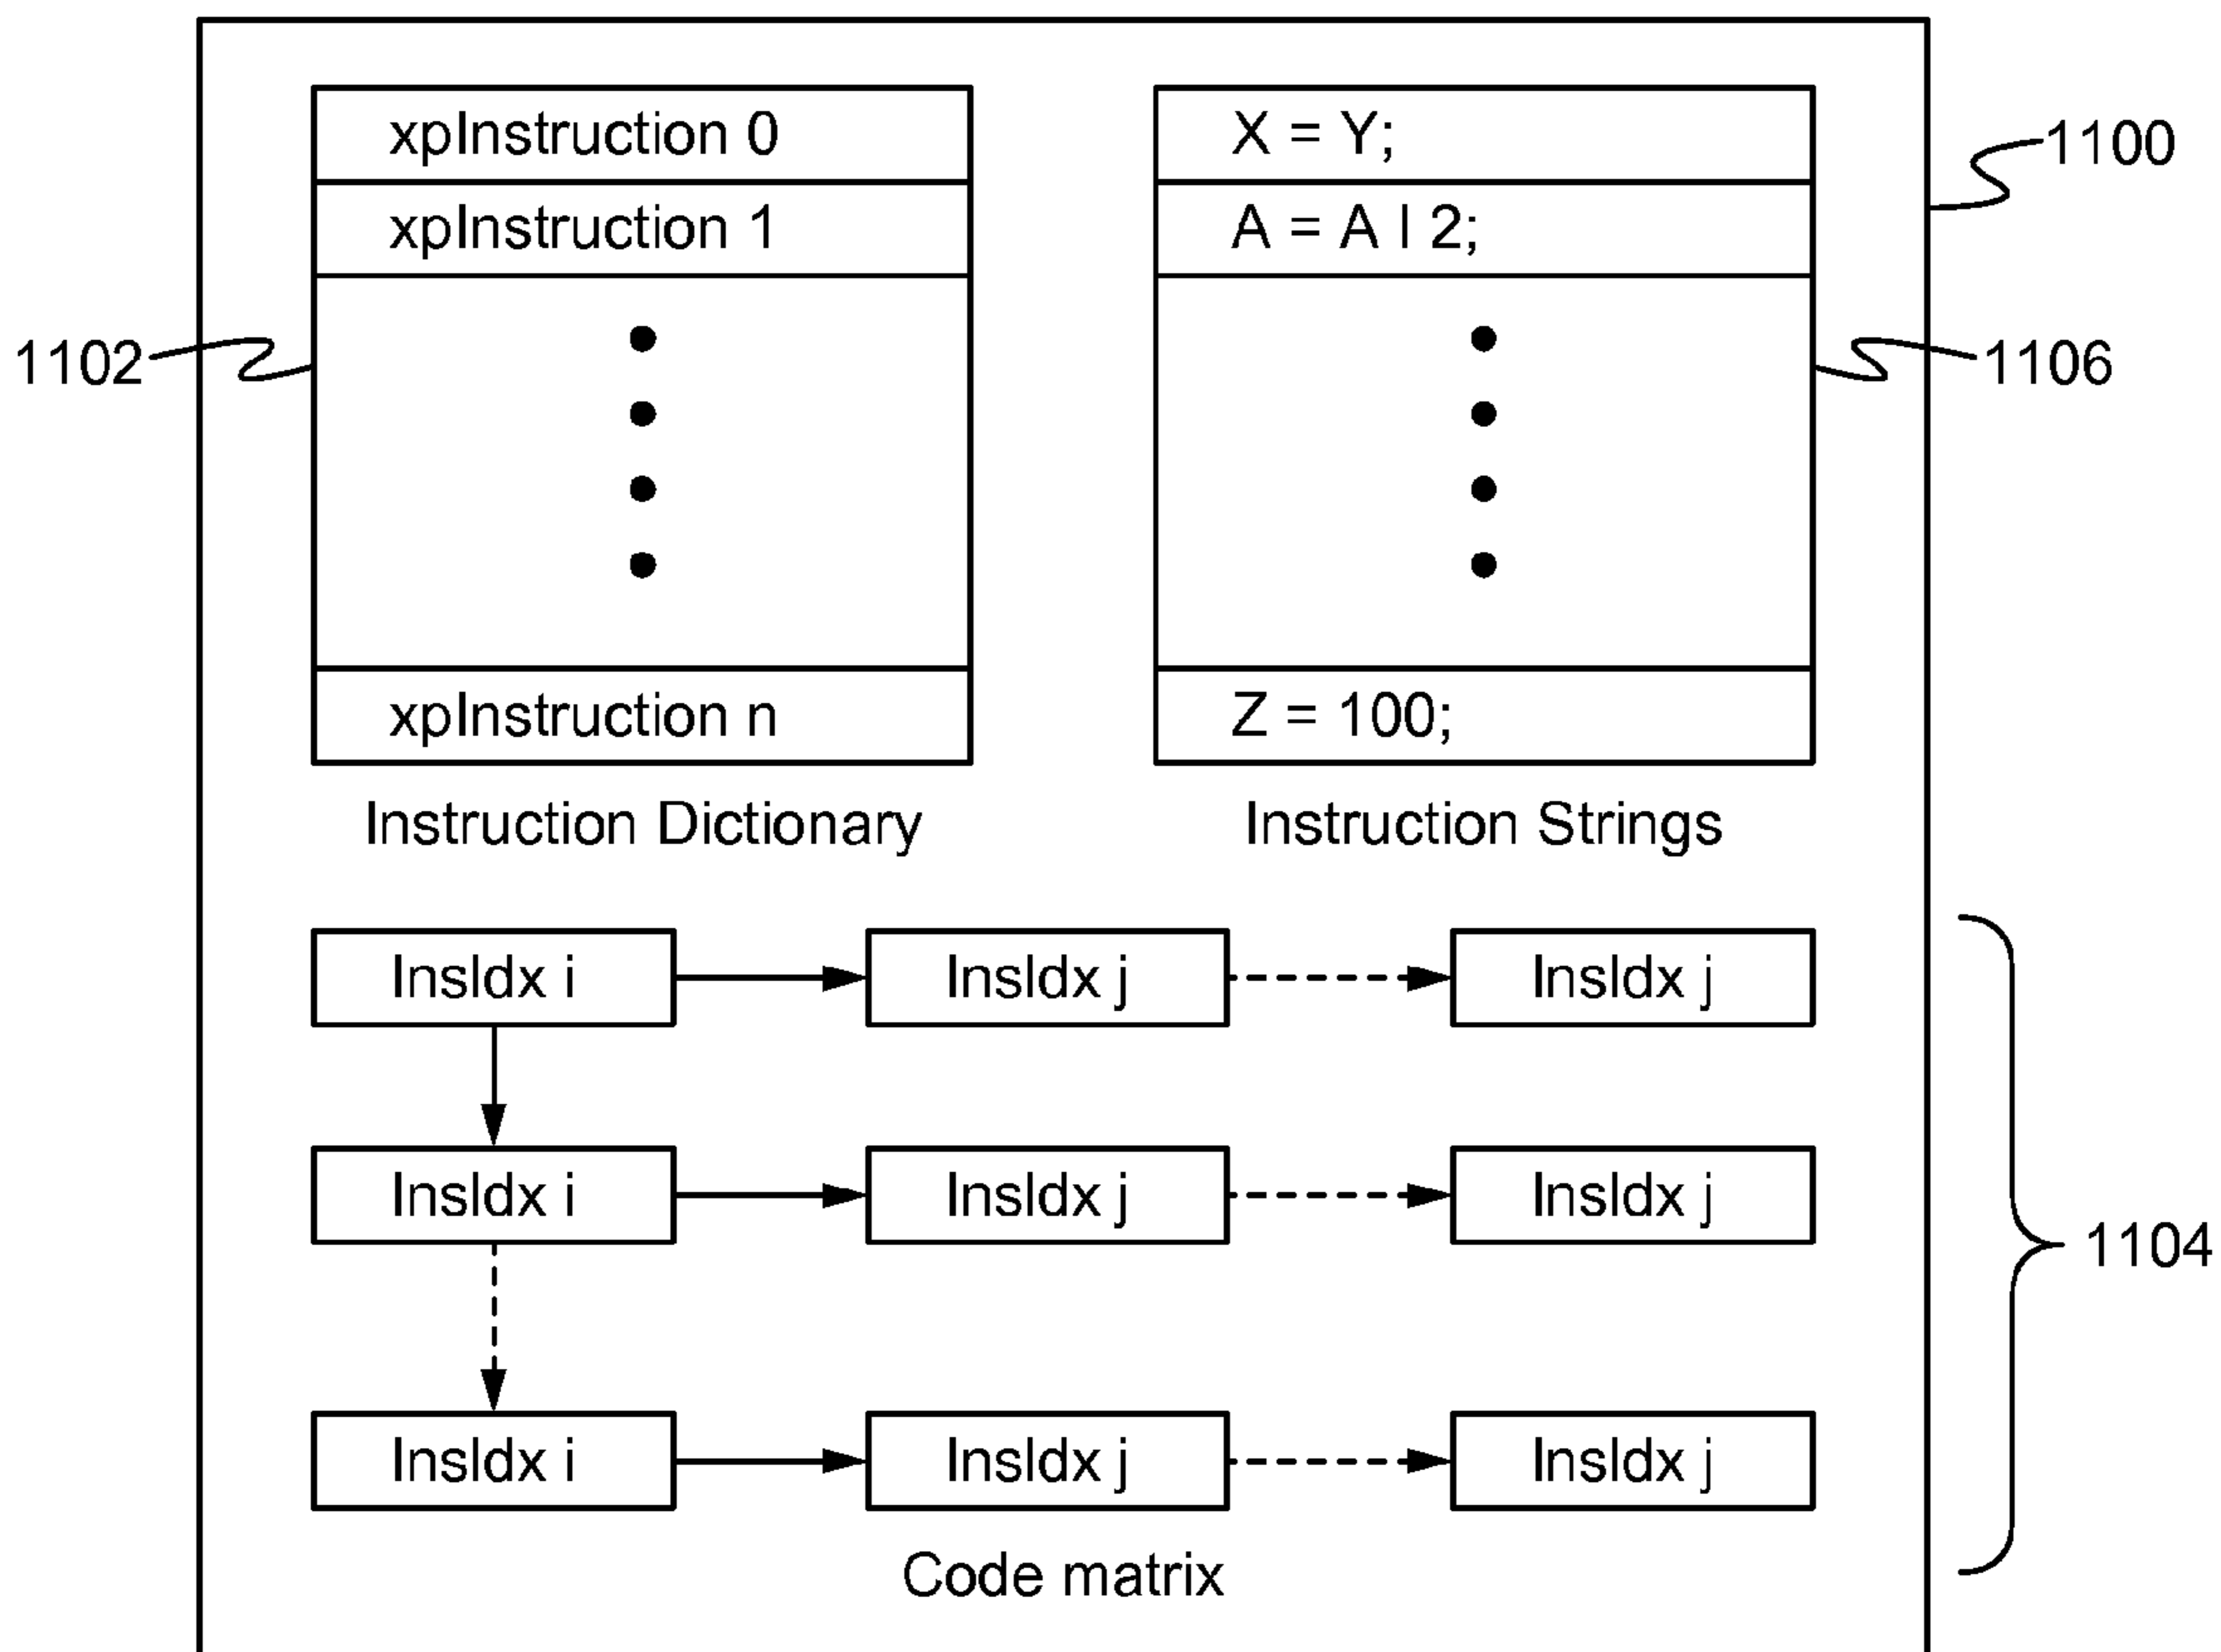 xpInstruction 0
X = Y;
1100
xpInstruction 1
A = A | 2;
1102
1106
xpInstruction n
Z = 100;
Instruction Dictionary
Instruction Strings
InsIdx i
InsIdx j
InsIdx j
InsIdx i
InsIdx j
InsIdx j
1104
InsIdx i
InsIdx j
InsIdx j
Code matrix